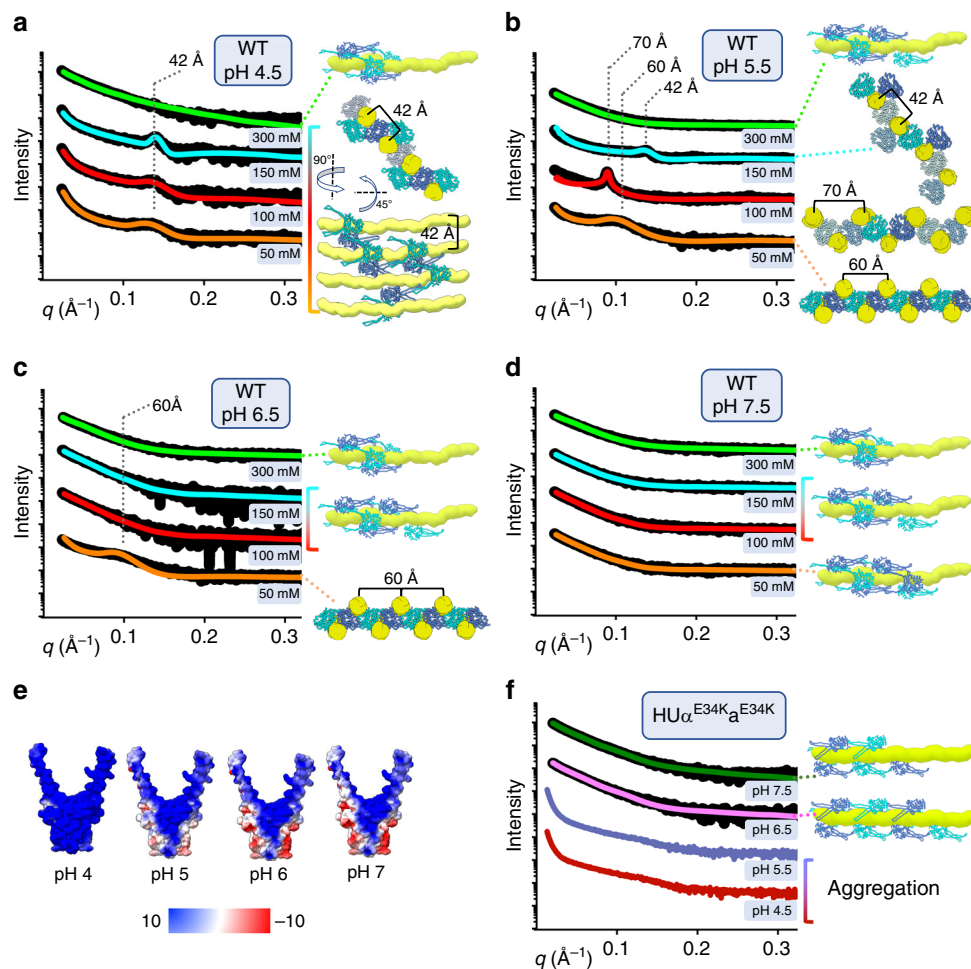 a
WT
pH 4.5
42 Å
Intensity
300 mM
150 mM
100 mM
50 mM
0.1
0.2
0.3
q (Å⁻¹)
90°
45°
42 Å
42 Å
b
WT
pH 5.5
70 Å
60 Å
42 Å
Intensity
300 mM
150 mM
100 mM
50 mM
0.1
0.2
0.3
q (Å⁻¹)
42 Å
70 Å
60 Å
c
WT
pH 6.5
60Å
Intensity
300 mM
150 mM
100 mM
50 mM
0.1
0.2
0.3
q (Å⁻¹)
60 Å
d
WT
pH 7.5
Intensity
300 mM
150 mM
100 mM
50 mM
0.1
0.2
0.3
q (Å⁻¹)
e
pH 4
pH 5
pH 6
pH 7
10
–10
f
HUα^E34K a^E34K
Intensity
pH 7.5
pH 6.5
pH 5.5
pH 4.5
Aggregation
0.1
0.2
0.3
q (Å⁻¹)